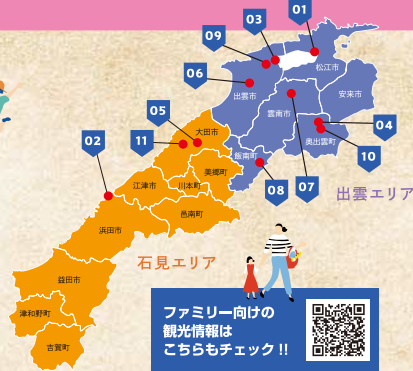 01
03
09
松江市
06
出雲市
安来市
05
雲南市
大田市
04
02
11
飯南町
奥出雲町
10
美郷町
江津市
川本町
08
07
出雲エリア
邑南町
浜田市
石見エリア
益田市
津和野町
吉賀町
ファミリー向けの
観光情報は
こちらもチェック!!